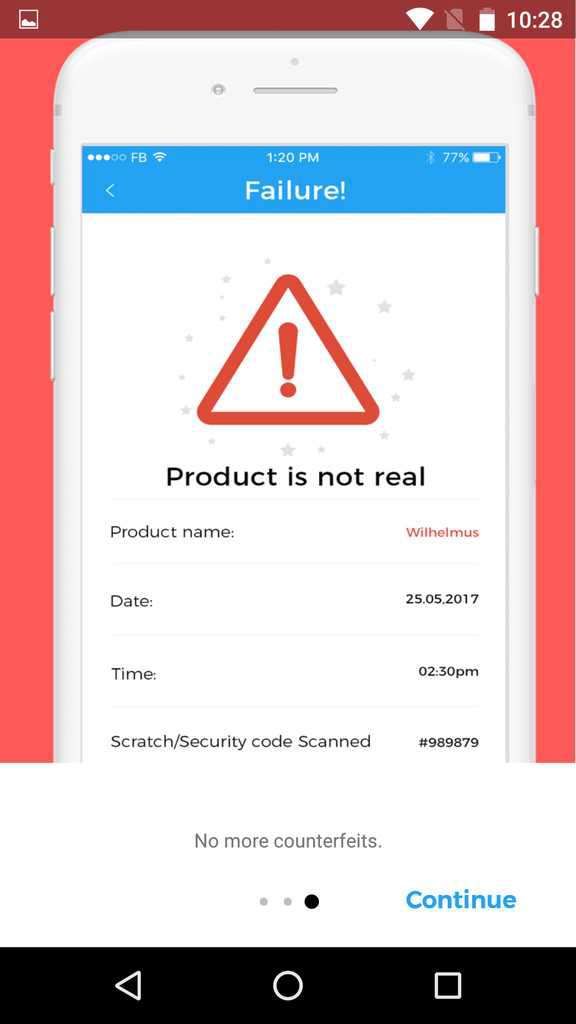 10:28
FB 1:20 PM 77%
Failure!
Product is not real
Product name: Wilhelmus
Date: 25.05.2017
Time: 02:30pm
Scratch/Security code Scanned #989879
No more counterfeits.
Continue